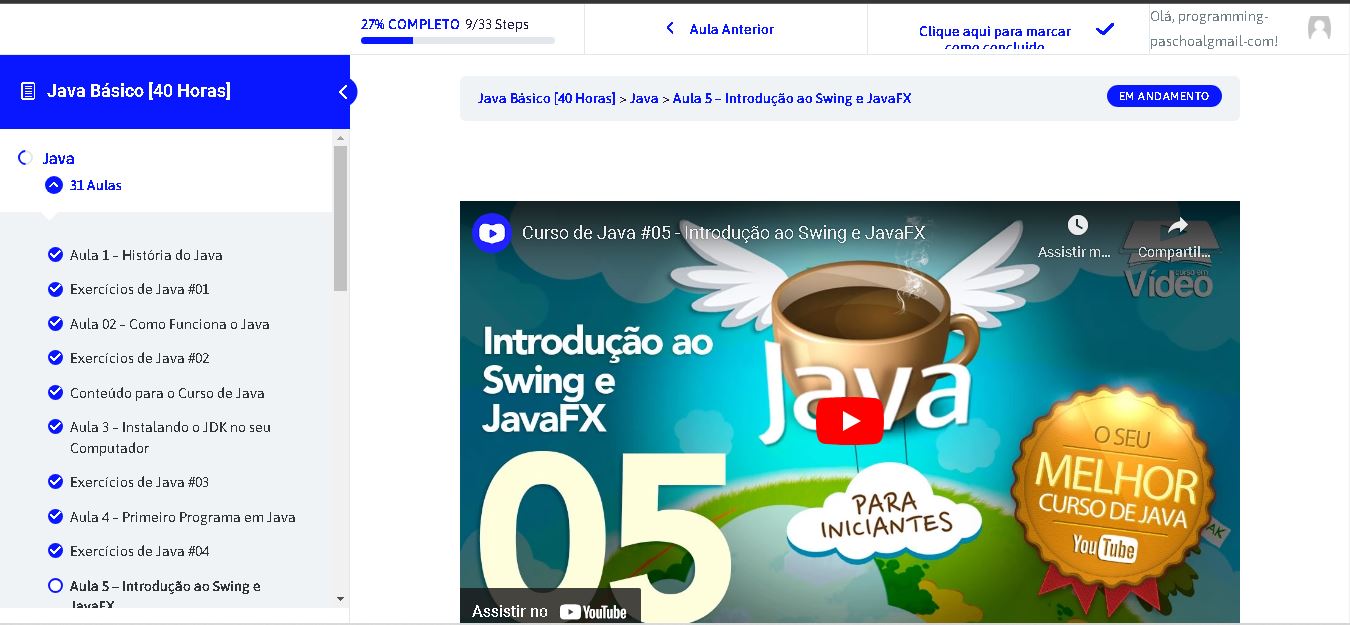 27% COMPLETO 9/33 Steps
Aula Anterior
Clique aqui para marcar
como concluido
Olá, programming-
paschoalgmail-com!
Java Básico [40 Horas]
Java
31 Aulas
Aula 1 – História do Java
Exercícios de Java #01
Aula 02 – Como Funciona o Java
Exercícios de Java #02
Conteúdo para o Curso de Java
Aula 3 – Instalando o JDK no seu
Computador
Exercícios de Java #03
Aula 4 – Primeiro Programa em Java
Exercícios de Java #04
Aula 5 – Introdução ao Swing e
JavaFX
Java Básico [40 Horas] > Java > Aula 5 – Introdução ao Swing e JavaFX
EM ANDAMENTO
Curso de Java #05 - Introdução ao Swing e JavaFX
Assistir m...
Compartil...
curso em
Vídeo
Introdução ao
Swing e
JavaFX
Java
05
PARA
INICIANTES
O SEU
MELHOR
CURSO DE JAVA
YouTube
AK
Assistir no YouTube